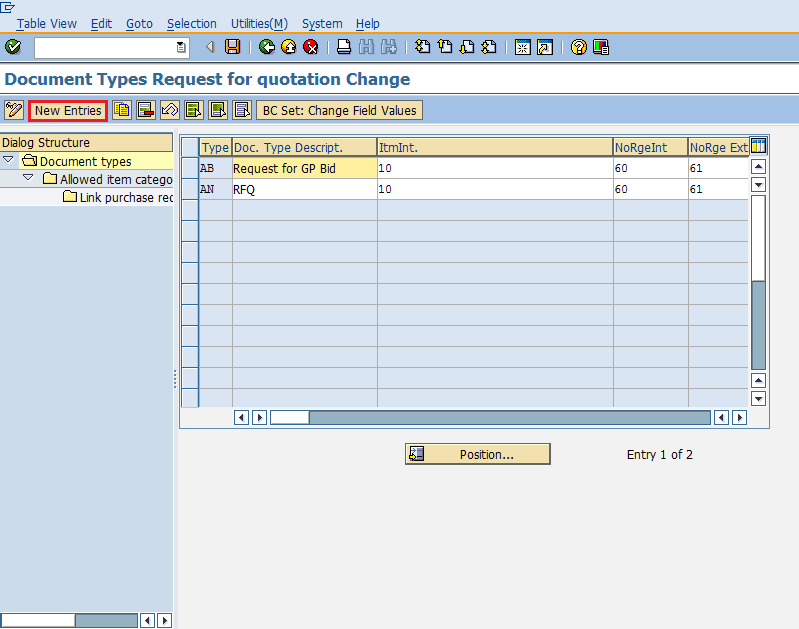 Table View Edit Goto Selection Utilities(M) System Help
Document Types Request for quotation Change
New Entries BC Set: Change Field Values
Dialog Structure
Document types
Allowed item catego
Link purchase rec
Type Doc. Type Descript. ItmInt. NoRgeInt NoRge Ext
AB Request for GP Bid 10 60 61
AN RFQ 10 60 61
Position... Entry 1 of 2